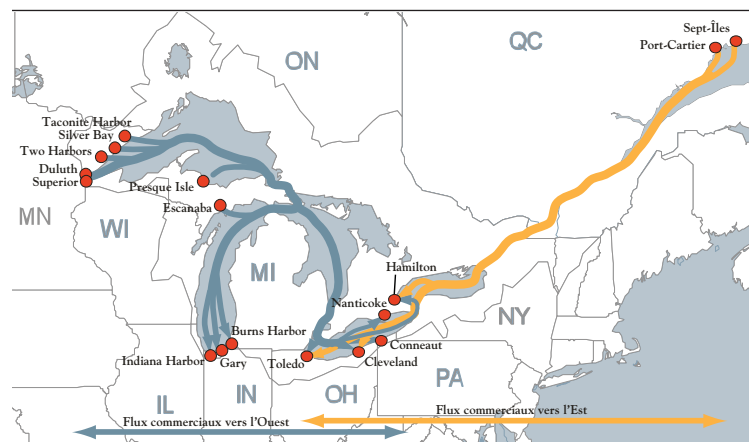 Sept-Îles
Port-Cartier
QC
ON
Taconite Harbor
Silver Bay
Two Harbors
Duluth
Superior
Presque Isle
Escanaba
MN
WI
MI
Hamilton
Nanticoke
NY
Burns Harbor
Conneaut
Indiana Harbor
Gary
Toledo
Cleveland
PA
IL
IN
OH
Flux commerciaux vers l'Ouest
Flux commerciaux vers l'Est